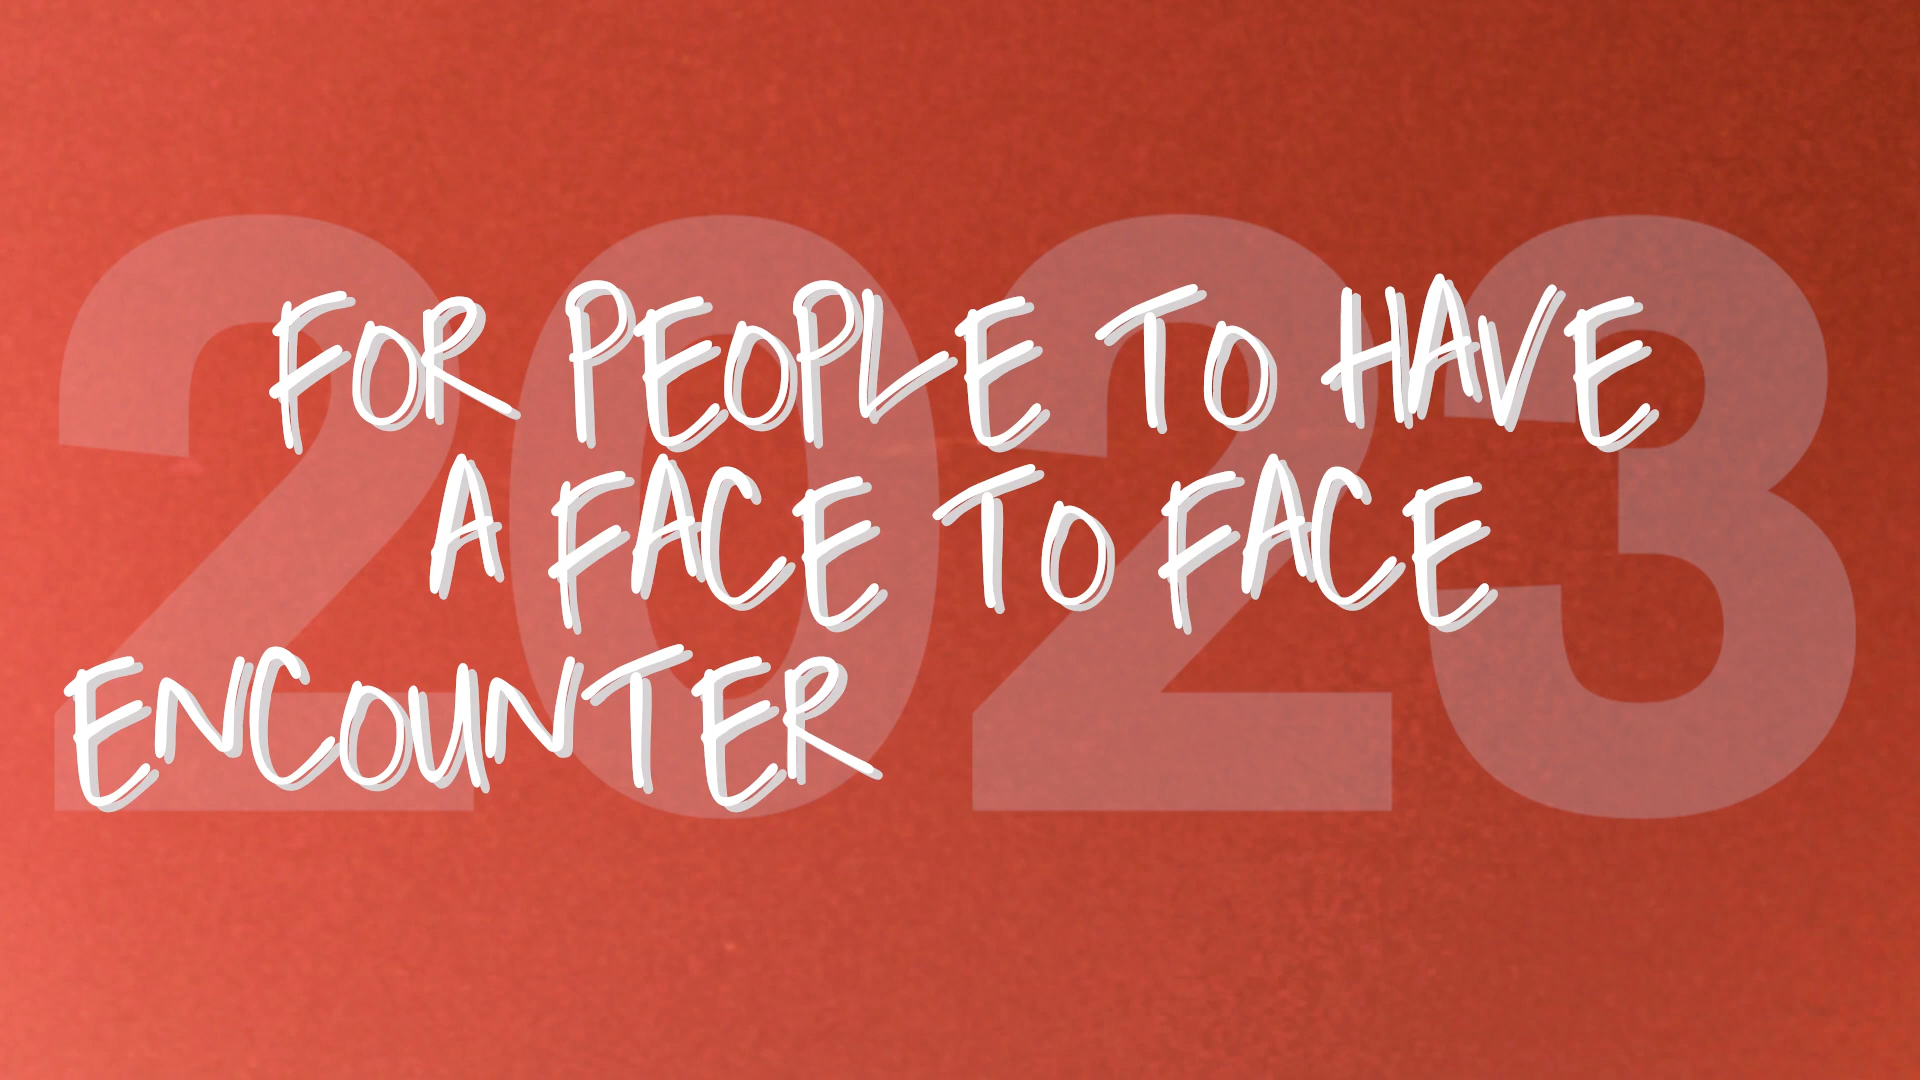 2023
FOR PEOPLE TO HAVE
A FACE TO FACE
ENCOUNTER